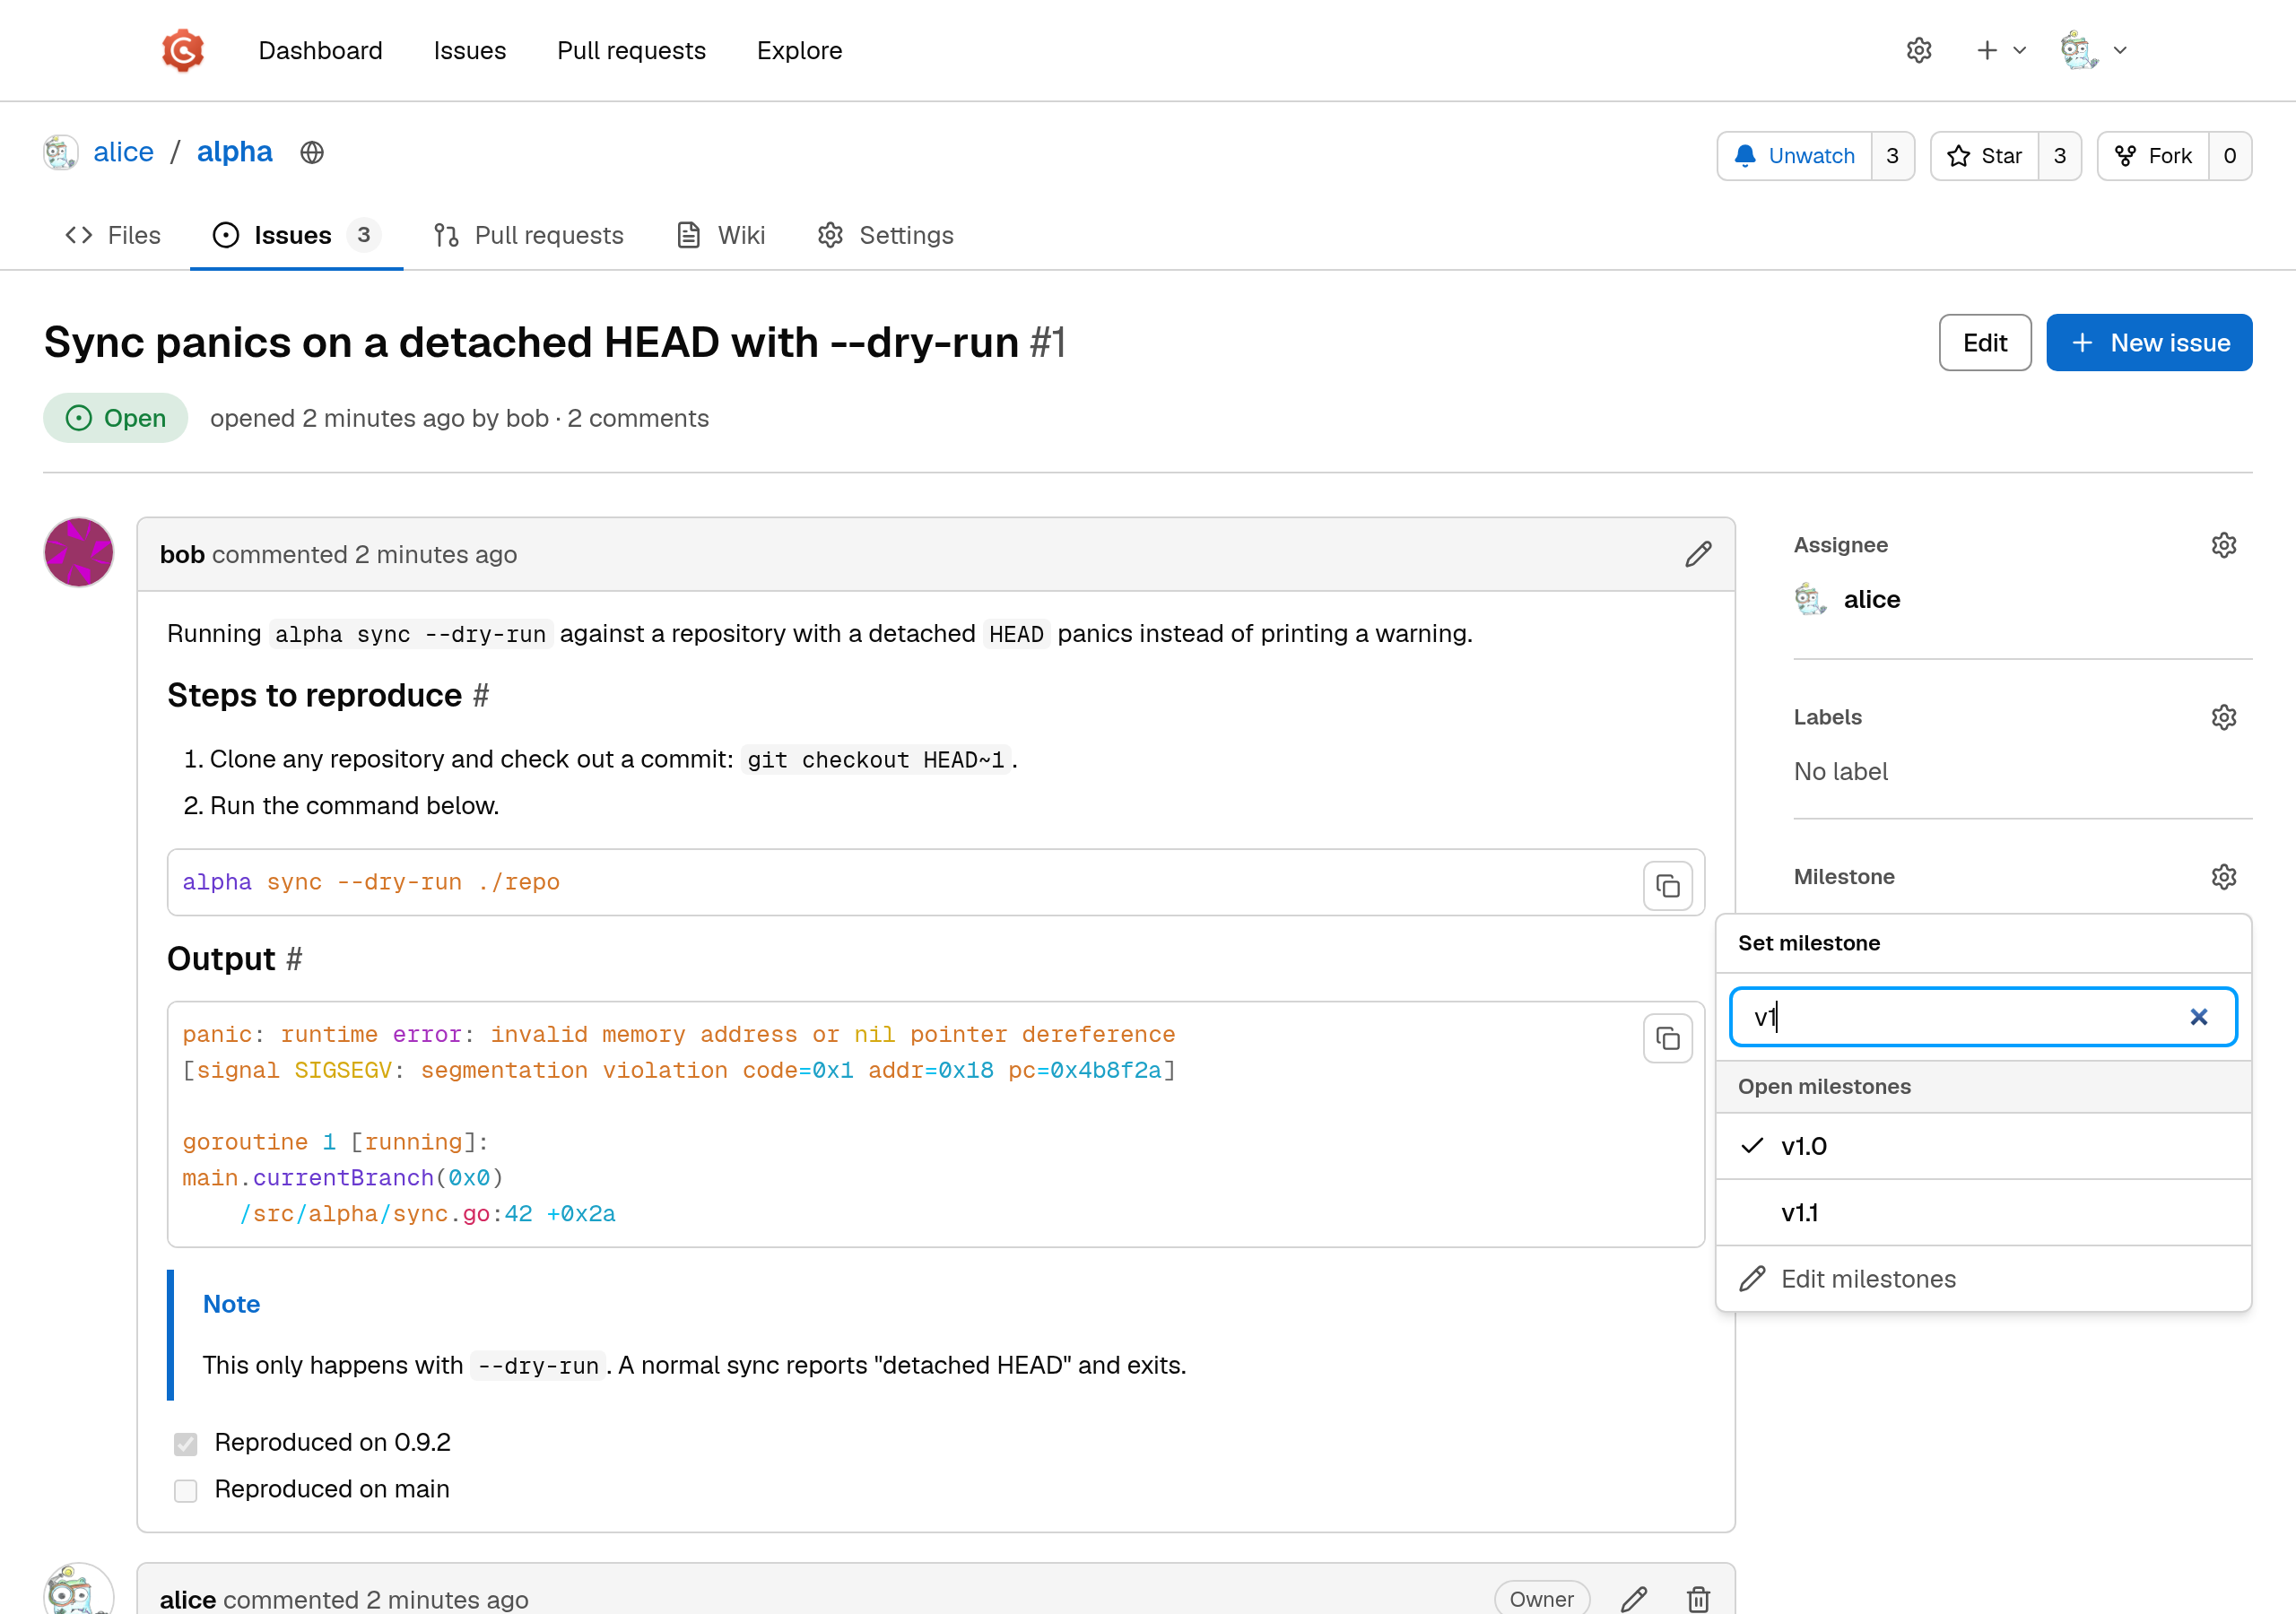 Dashboard Issues Pull requests Explore
alice / alpha
Unwatch 3 Star 3 Fork 0
Files Issues 3 Pull requests Wiki Settings
Sync panics on a detached HEAD with --dry-run #1
Edit New issue
Open opened 2 minutes ago by bob · 2 comments
bob commented 2 minutes ago
Running alpha sync --dry-run against a repository with a detached HEAD panics instead of printing a warning.
Steps to reproduce #
1. Clone any repository and check out a commit: git checkout HEAD~1.
2. Run the command below.
alpha sync --dry-run ./repo
Output #
panic: runtime error: invalid memory address or nil pointer dereference
[signal SIGSEGV: segmentation violation code=0x1 addr=0x18 pc=0x4b8f2a]
goroutine 1 [running]:
main.currentBranch(0x0)
/src/alpha/sync.go:42 +0x2a
Note
This only happens with --dry-run. A normal sync reports "detached HEAD" and exits.
Reproduced on 0.9.2
Reproduced on main
alice commented 2 minutes ago Owner
Assignee
alice
Labels
No label
Milestone
Set milestone
v1
Open milestones
v1.0
v1.1
Edit milestones